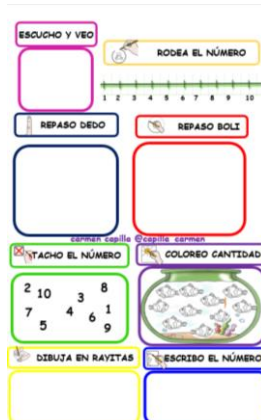 ESCUCHO Y VEO
RODEA EL NÚMERO
1 2 3 4 5 6 7 8 9 10
REPASO DEDO
REPASO BOLI
carmen capilla @capilla_carmen
TACHO EL NÚMERO
COLOREO CANTIDAD
2 10 3 8
7 5 4 6 1
9
DIBUJA EN RAYITAS
ESCRIBO EL NÚMERO